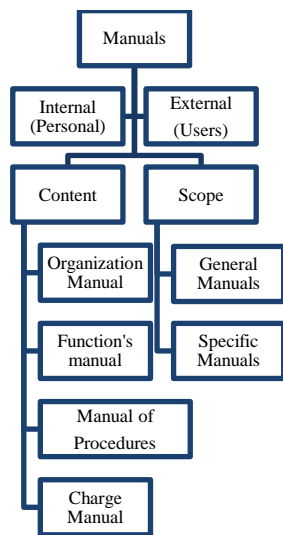 Manuals
Internal
(Personal)
External
(Users)
Content
Scope
Organization
Manual
General
Manuals
Function's
manual
Specific
Manuals
Manual of
Procedures
Charge
Manual